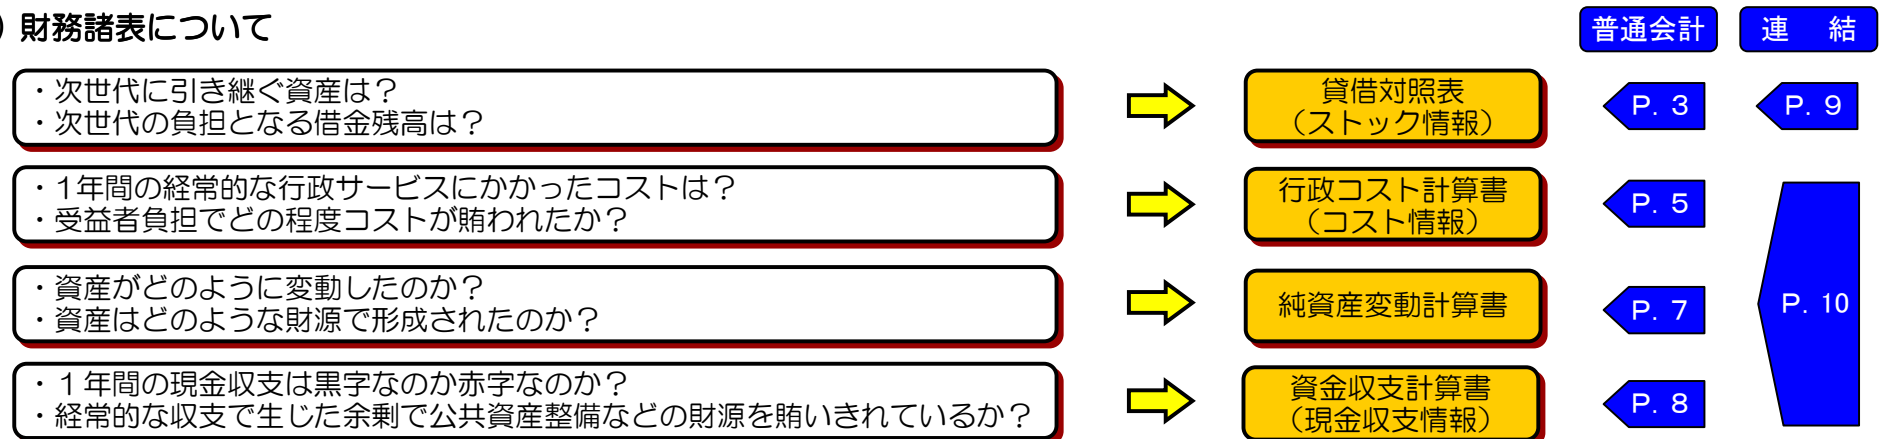 ) 財務諸表について
普通会計 連　結
・次世代に引き継ぐ資産は？
・次世代の負担となる借金残高は？
貸借対照表
（ストック情報）
P. 3
P. 9
・1年間の経常的な行政サービスにかかったコストは？
・受益者負担でどの程度コストが賄われたか？
行政コスト計算書
（コスト情報）
P. 5
・資産がどのように変動したのか？
・資産はどのような財源で形成されたのか？
純資産変動計算書
P. 7
P. 10
・１年間の現金収支は黒字なのか赤字なのか？
・経常的な収支で生じた余剰で公共資産整備などの財源を賄いきれているか？
資金収支計算書
（現金収支情報）
P. 8